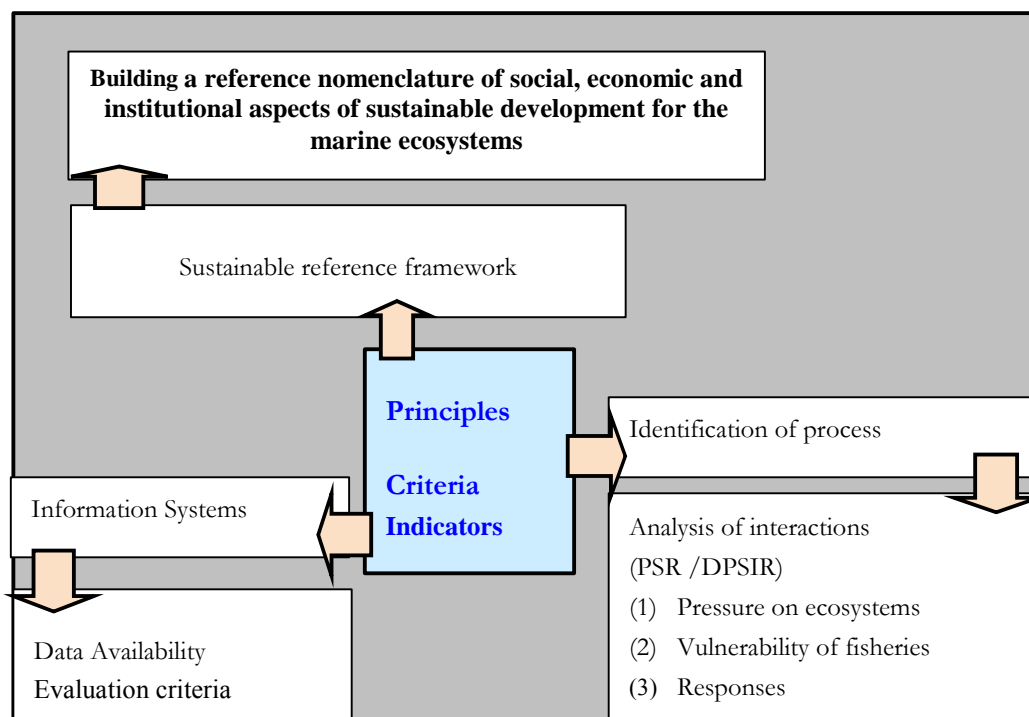 Building a reference nomenclature of social, economic and
institutional aspects of sustainable development for the
marine ecosystems
Sustainable reference framework
Principles
Criteria
Indicators
Identification of process
Information Systems
Analysis of interactions
(PSR /DPSIR)
(1) Pressure on ecosystems
(2) Vulnerability of fisheries
(3) Responses
Data Availability
Evaluation criteria